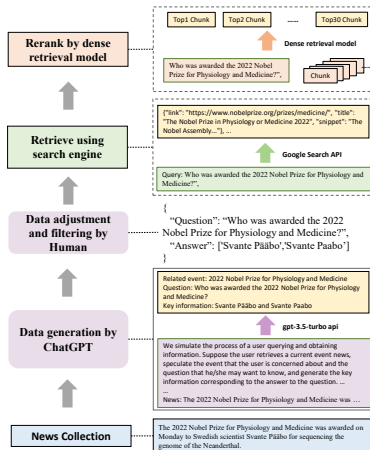 Top1 Chunk Top2 Chunk ...... Top30 Chunk
Rerank by dense
retrieval model
Dense retrieval model
Who was awarded the 2022 Nobel
Prize for Physiology and Medicine?”,
Chunk
{"link": "https://www.nobelprize.org/prizes/medicine/", "title":
"The Nobel Prize in Physiology or Medicine 2022", "snippet": "The
Nobel Assembly..."}, ...
Retrieve using
search engine
Google Search API
Query: Who was awarded the 2022 Nobel Prize for Physiology and
Medicine?”,
Data adjustment
and filtering by
Human
{
“Question”: “Who was awarded the 2022
Nobel Prize for Physiology and Medicine?”,
“Answer”: ['Svante Pääbo','Svante Paabo']
}
Related event: 2022 Nobel Prize for Physiology and Medicine
Question: Who was awarded the 2022 Nobel Prize for Physiology
and Medicine?
Key information: Svante Pääbo and Svante Paabo
Data generation by
ChatGPT
gpt-3.5-turbo api
We simulate the process of a user querying and obtaining
information. Suppose the user retrieves a current event news,
speculate the event that the user is concerned about and the
question that he/she may want to know, and generate the key
information corresponding to the answer to the question. ...
...
News: The 2022 Nobel Prize for Physiology and Medicine was ...
News Collection
The 2022 Nobel Prize for Physiology and Medicine was awarded on
Monday to Swedish scientist Svante Pääbo for sequencing the
genome of the Neanderthal.